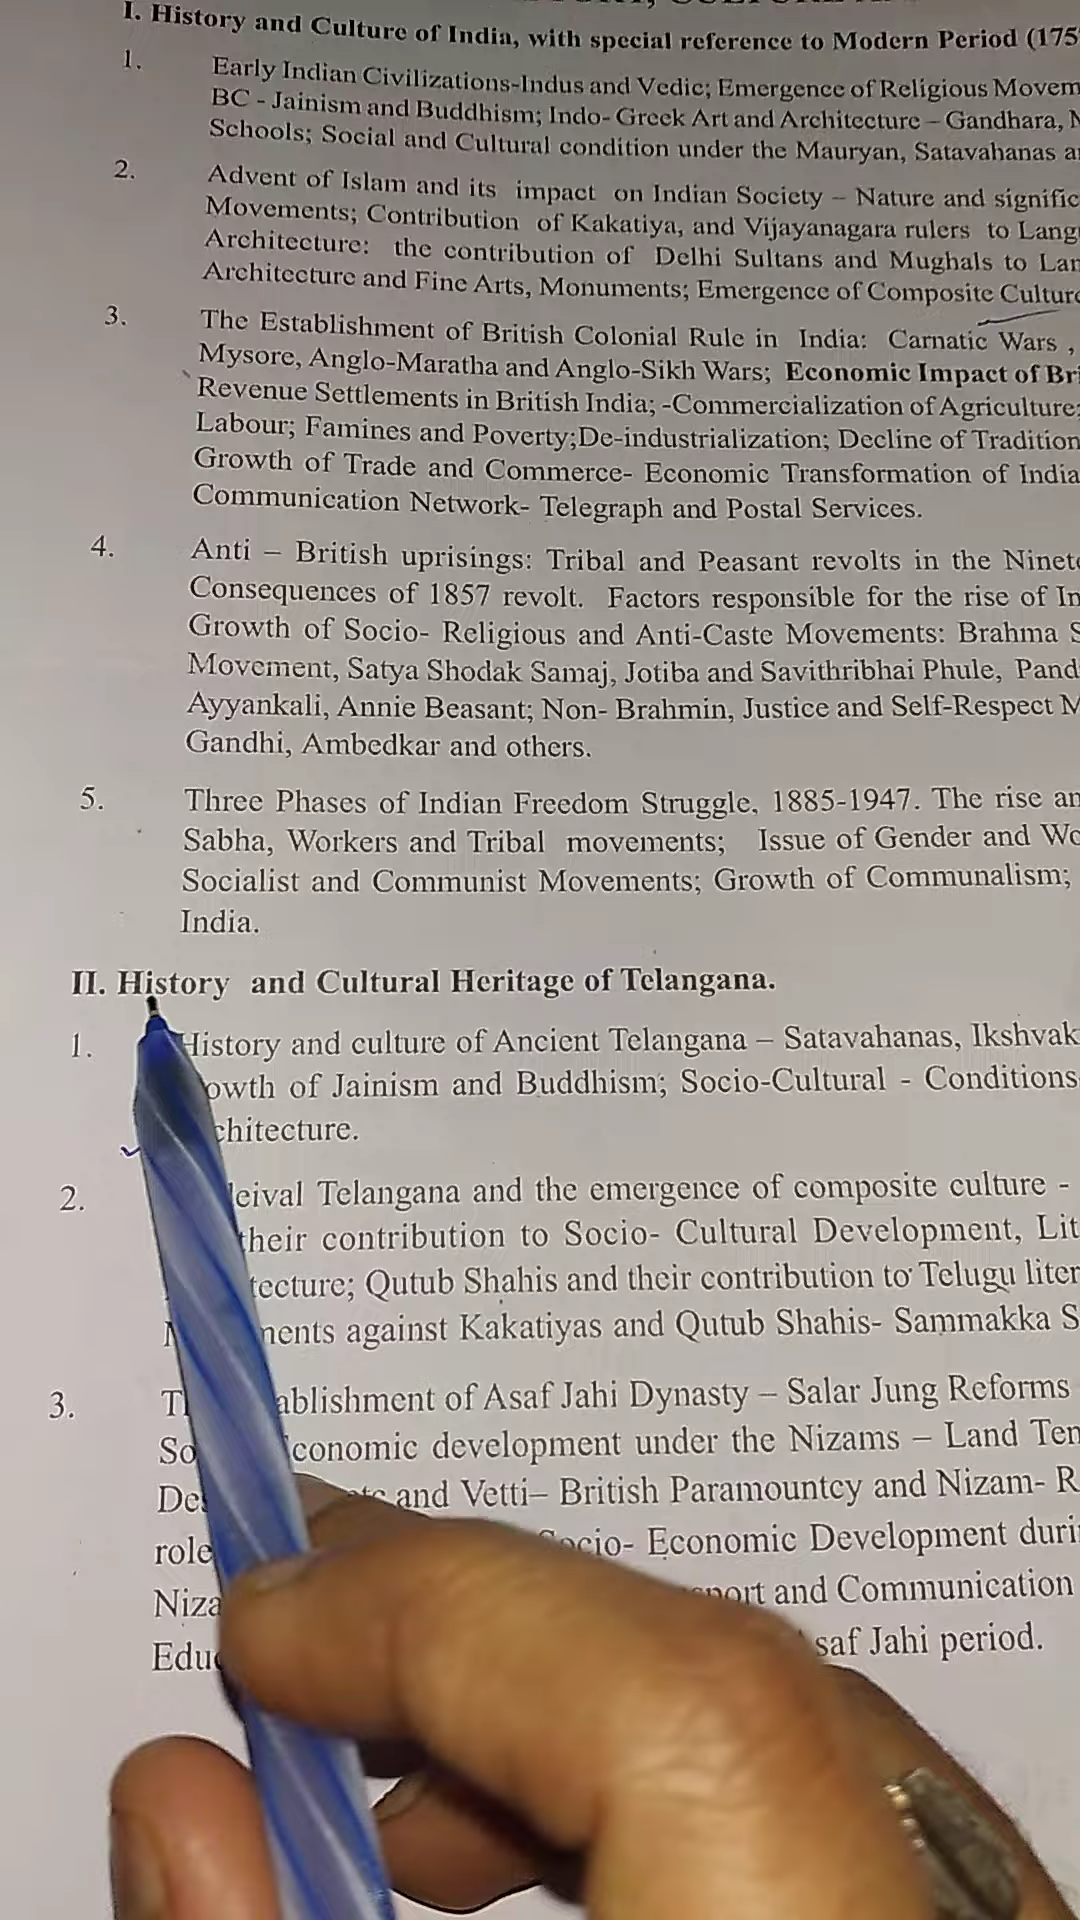 I. History and Culture of India, with special reference to Modern Period (175
1. Early Indian Civilizations-Indus and Vedic; Emergence of Religious Movem
BC - Jainism and Buddhism; Indo- Greek Art and Architecture – Gandhara, M
Schools; Social and Cultural condition under the Mauryan, Satavahanas a
2. Advent of Islam and its impact on Indian Society – Nature and signific
Movements; Contribution of Kakatiya, and Vijayanagara rulers to Lang
Architecture: the contribution of Delhi Sultans and Mughals to Lan
Architecture and Fine Arts, Monuments; Emergence of Composite Culture
3. The Establishment of British Colonial Rule in India: Carnatic Wars ,
Mysore, Anglo-Maratha and Anglo-Sikh Wars; Economic Impact of Bri
Revenue Settlements in British India; -Commercialization of Agriculture;
Labour; Famines and Poverty;De-industrialization; Decline of Tradition
Growth of Trade and Commerce- Economic Transformation of India
Communication Network- Telegraph and Postal Services.
4. Anti – British uprisings: Tribal and Peasant revolts in the Ninete
Consequences of 1857 revolt. Factors responsible for the rise of In
Growth of Socio- Religious and Anti-Caste Movements: Brahma S
Movement, Satya Shodak Samaj, Jotiba and Savithribhai Phule, Pand
Ayyankali, Annie Beasant; Non- Brahmin, Justice and Self-Respect M
Gandhi, Ambedkar and others.
5. Three Phases of Indian Freedom Struggle, 1885-1947. The rise an
Sabha, Workers and Tribal movements; Issue of Gender and Wo
Socialist and Communist Movements; Growth of Communalism;
India.
II. History and Cultural Heritage of Telangana.
1. History and culture of Ancient Telangana – Satavahanas, Ikshvak
owth of Jainism and Buddhism; Socio-Cultural - Conditions
chitecture.
2. eival Telangana and the emergence of composite culture -
their contribution to Socio- Cultural Development, Lit
tecture; Qutub Shahis and their contribution to Telugu liter
M ments against Kakatiyas and Qutub Shahis- Sammakka S
3. T ablishment of Asaf Jahi Dynasty – Salar Jung Reforms
So conomic development under the Nizams – Land Ten
Des and Vetti– British Paramountcy and Nizam- R
role ocio- Economic Development duri
Niza port and Communication
Educ saf Jahi period.